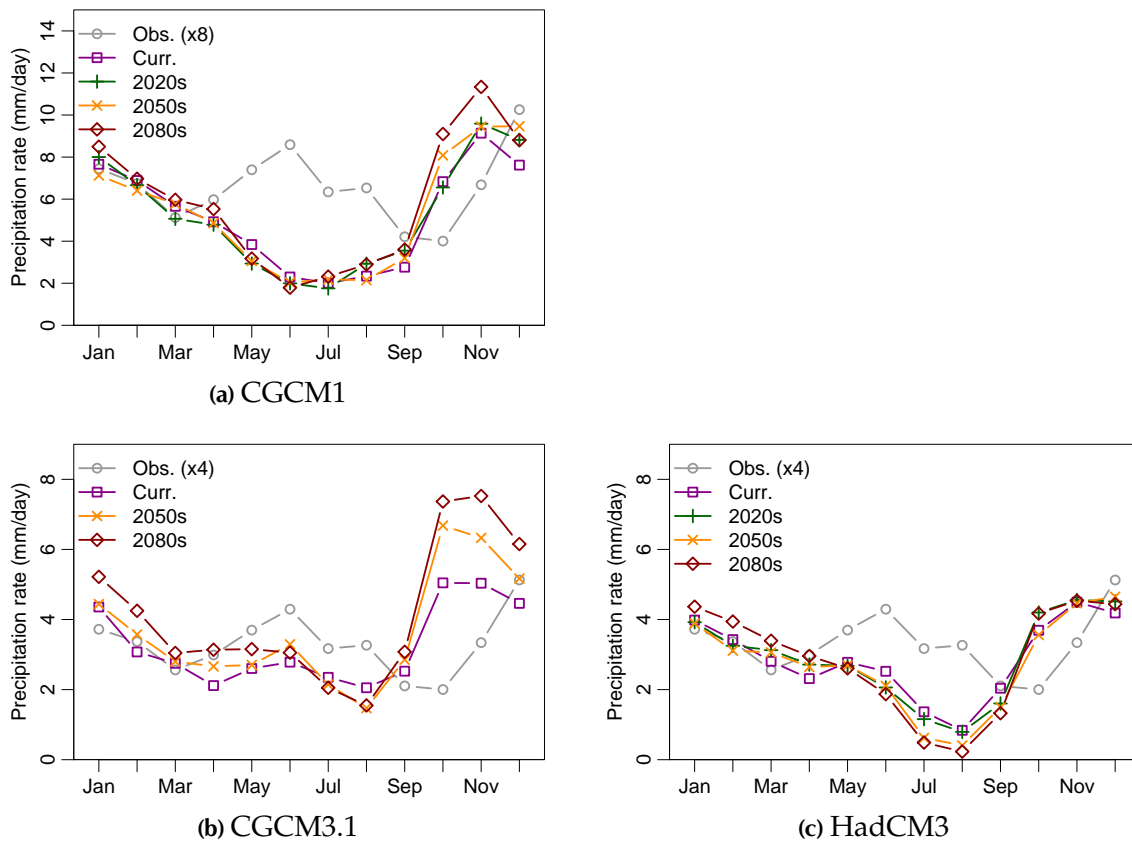 Precipitation rate (mm/day)
0 2 4 6 8 10 12 14
Obs. (x8)
Curr.
2020s
2050s
2080s
Jan Mar May Jul Sep Nov
(a) CGCM1
Precipitation rate (mm/day)
0 2 4 6 8
Obs. (x4)
Curr.
2050s
2080s
Jan Mar May Jul Sep Nov
(b) CGCM3.1
Precipitation rate (mm/day)
0 2 4 6 8
Obs. (x4)
Curr.
2020s
2050s
2080s
Jan Mar May Jul Sep Nov
(c) HadCM3